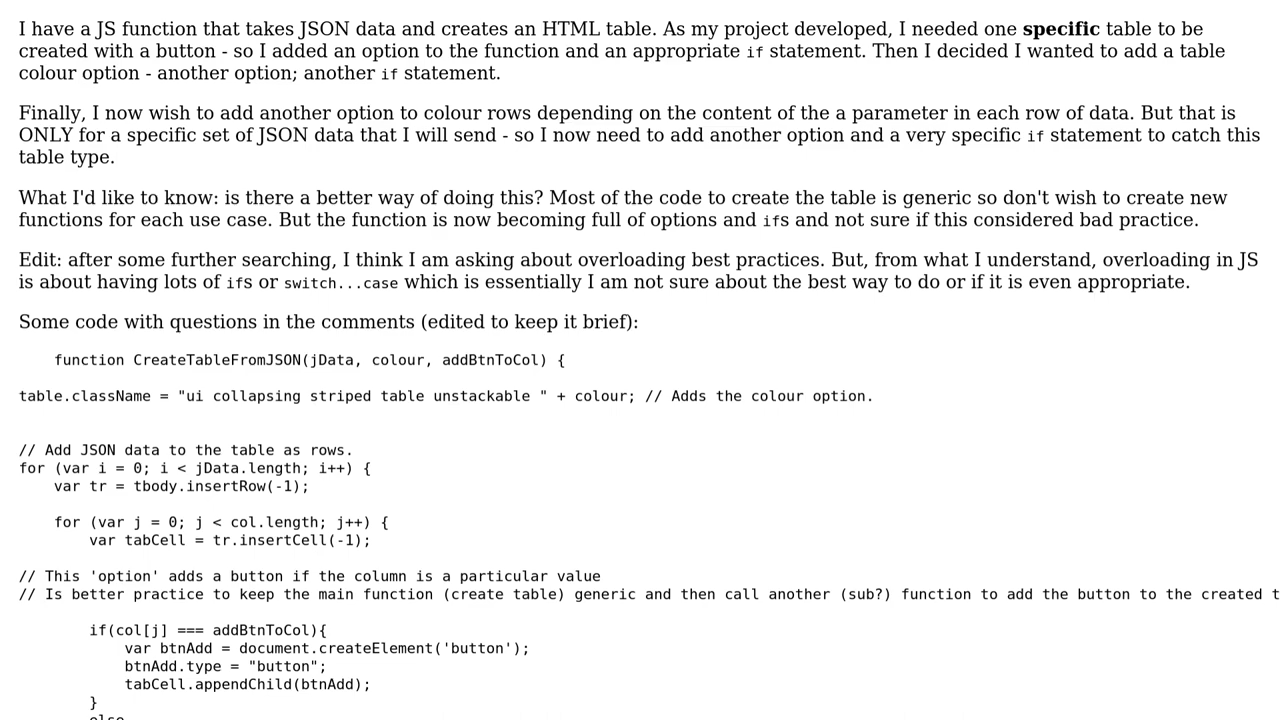 I have a JS function that takes JSON data and creates an HTML table. As my project developed, I needed one specific table to be
created with a button - so I added an option to the function and an appropriate if statement. Then I decided I wanted to add a table
colour option - another option; another if statement.
Finally, I now wish to add another option to colour rows depending on the content of the a parameter in each row of data. But that is
ONLY for a specific set of JSON data that I will send - so I now need to add another option and a very specific if statement to catch this
table type.
What I'd like to know: is there a better way of doing this? Most of the code to create the table is generic so don't wish to create new
functions for each use case. But the function is now becoming full of options and ifs and not sure if this considered bad practice.
Edit: after some further searching, I think I am asking about overloading best practices. But, from what I understand, overloading in JS
is about having lots of ifs or switch...case which is essentially I am not sure about the best way to do or if it is even appropriate.
Some code with questions in the comments (edited to keep it brief):
function CreateTableFromJSON(jData, colour, addBtnToCol) {
table.className = "ui collapsing striped table unstackable " + colour; // Adds the colour option.
// Add JSON data to the table as rows.
for (var i = 0; i < jData.length; i++) {
var tr = tbody.insertRow(-1);
for (var j = 0; j < col.length; j++) {
var tabCell = tr.insertCell(-1);
// This 'option' adds a button if the column is a particular value
// Is better practice to keep the main function (create table) generic and then call another (sub?) function to add the button to the created t
if(col[j] === addBtnToCol){
var btnAdd = document.createElement('button');
btnAdd.type = "button";
tabCell.appendChild(btnAdd);
}